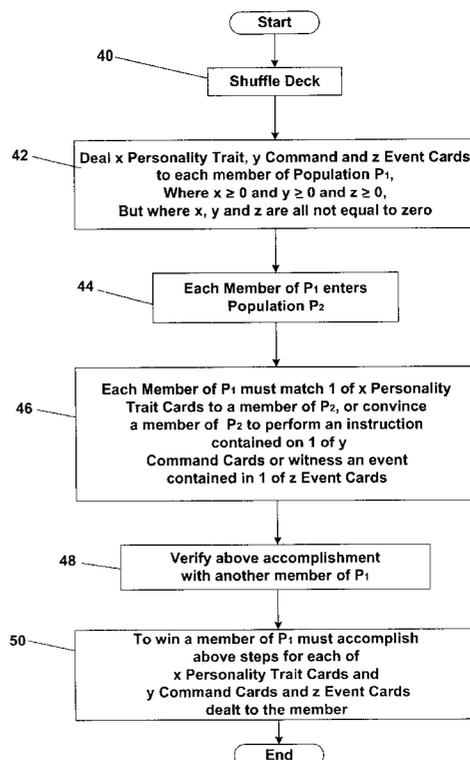 Start
40
Shuffle Deck
42
Deal x Personality Trait, y Command and z Event Cards
to each member of Population P₁,
Where x ≥ 0 and y ≥ 0 and z ≥ 0,
But where x, y and z are all not equal to zero
44
Each Member of P₁ enters
Population P₂
46
Each Member of P₁ must match 1 of x Personality
Trait Cards to a member of P₂, or convince
a member of P₂ to perform an instruction
contained on 1 of y
Command Cards or witness an event
contained in 1 of z Event Cards
48
Verify above accomplishment
with another member of P₁
50
To win a member of P₁ must accomplish
above steps for each of
x Personality Trait Cards and
y Command Cards and z Event Cards
dealt to the member
End